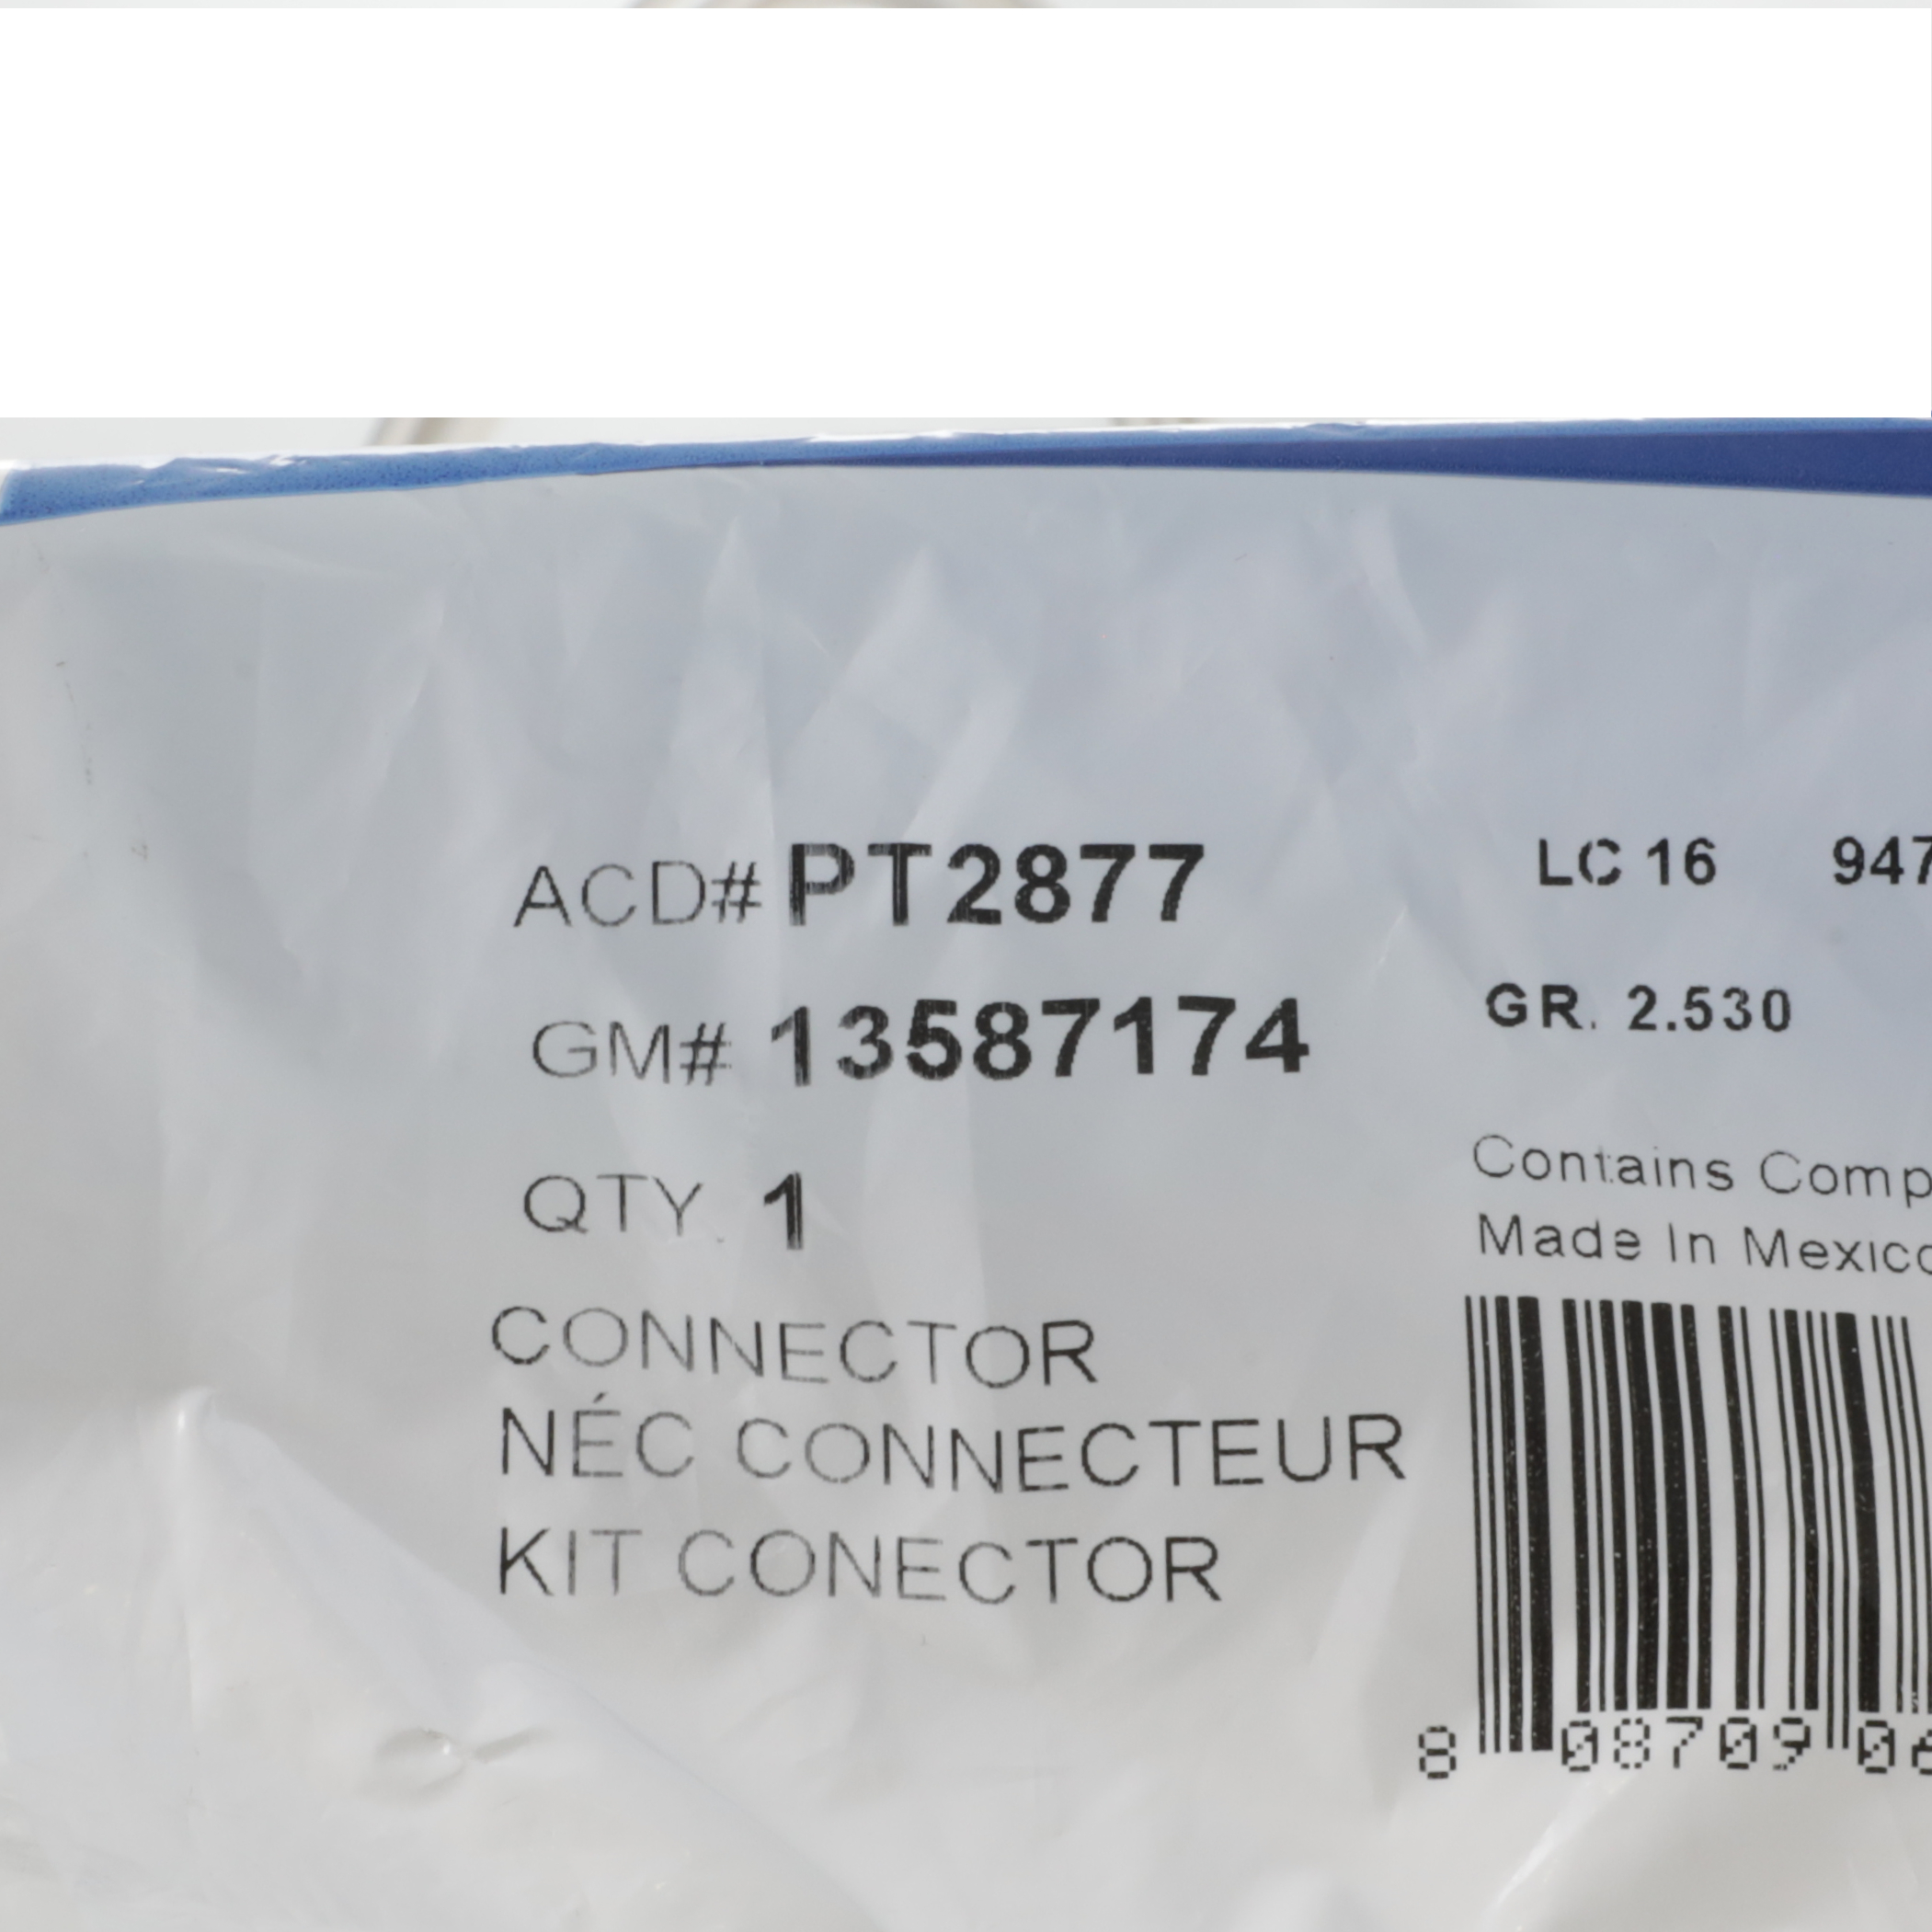 ACD# PT2877
GM# 13587174
QTY. 1
CONNECTOR
NÉC CONNECTEUR
KIT CONECTOR
LC 16 947
GR. 2.530
Contains Comp
Made In Mexico
8 08709 06